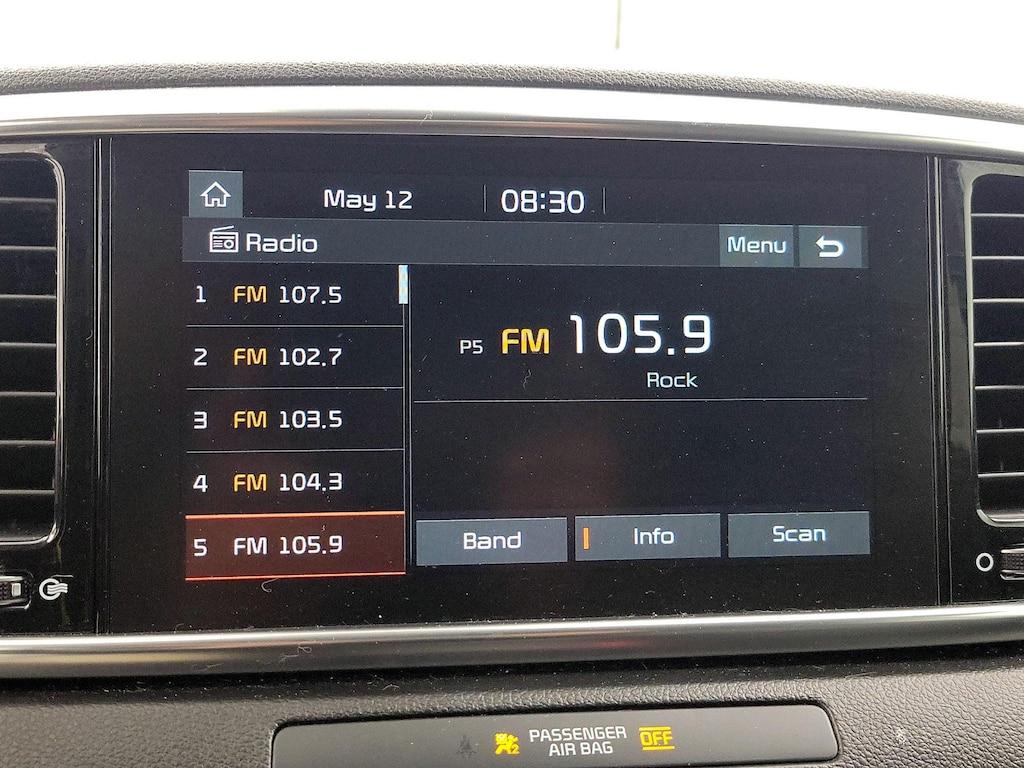 May 12 08:30
Radio Menu
1 FM 107.5
2 FM 102.7
3 FM 103.5
4 FM 104.3
5 FM 105.9
P5 FM 105.9
Rock
Band Info Scan
PASSENGER
AIR BAG OFF